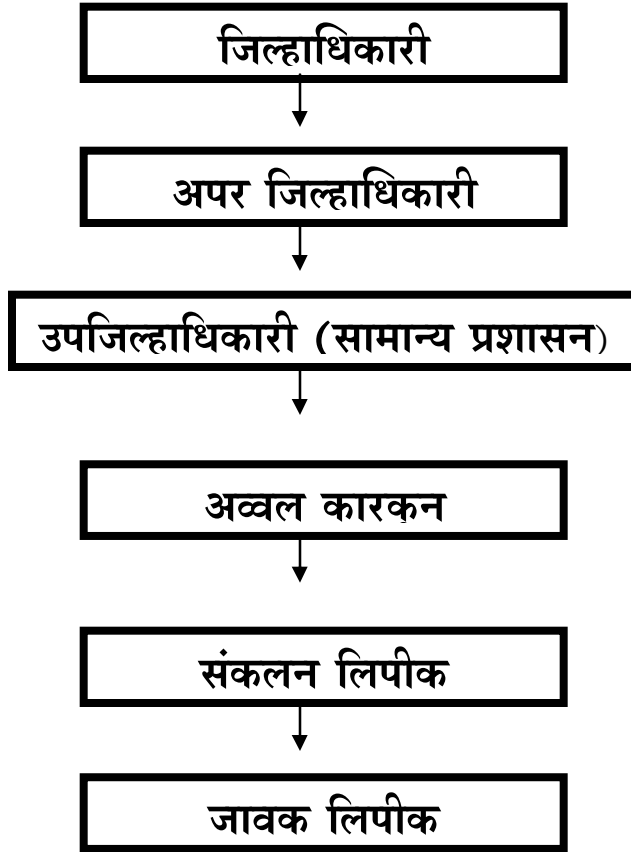 जिल्हाधिकारी
अपर जिल्हाधिकारी
उपजिल्हाधिकारी (सामान्य प्रशासन)
अव्वल कारकुन
संकलन लिपीक
जावक लिपीक